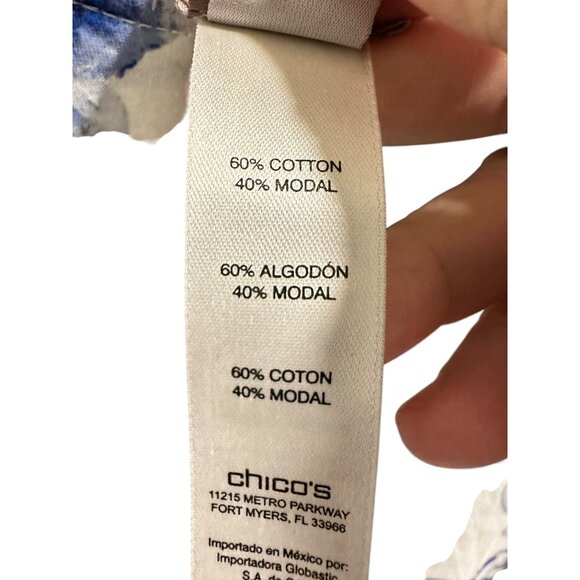 60% COTTON
40% MODAL
60% ALGODÓN
40% MODAL
60% COTON
40% MODAL
chico's
11215 METRO PARKWAY
FORT MYERS, FL 33966
Importado en México por:
Importadora Globastic
S.A. de